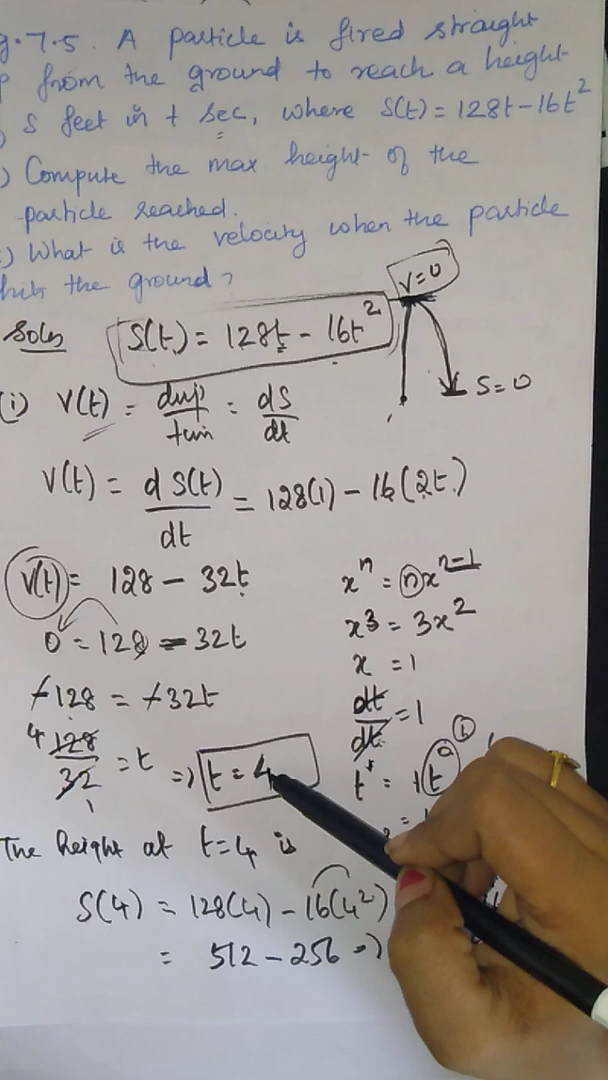 g.7.5. A particle is fired straight
p from the ground to reach a height
) s feet in t sec, where S(t) = 128t - 16t²
) Compute the max height of the
particle reached.
) What is the velocity when the particle
hits the ground?
V=0
Soln
S(t) = 128t - 16t²
S=0
(i) V(t) = = dS/dt
V(t) = d S(t)/dt = 128(1) - 16(2t)
V(t) = 128 - 32t
xⁿ = nxⁿ⁻¹
0 = 128 - 32t
x³ = 3x²
x = 1
-128 = -32t
dt/dt = 1
4 128/32 1 = t => t = 4
The height at t=4 is
S(4) = 128(4) - 16(4²)
= 512 - 256 =>